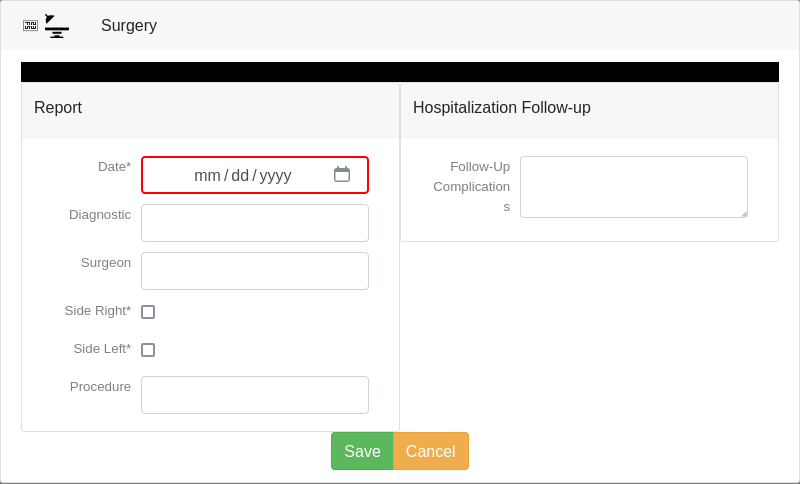 Surgery
Report
Date*
mm/dd/yyyy
Diagnostic
Surgeon
Side Right*
Side Left*
Procedure
Hospitalization Follow-up
Follow-Up
Complication
s
Save
Cancel